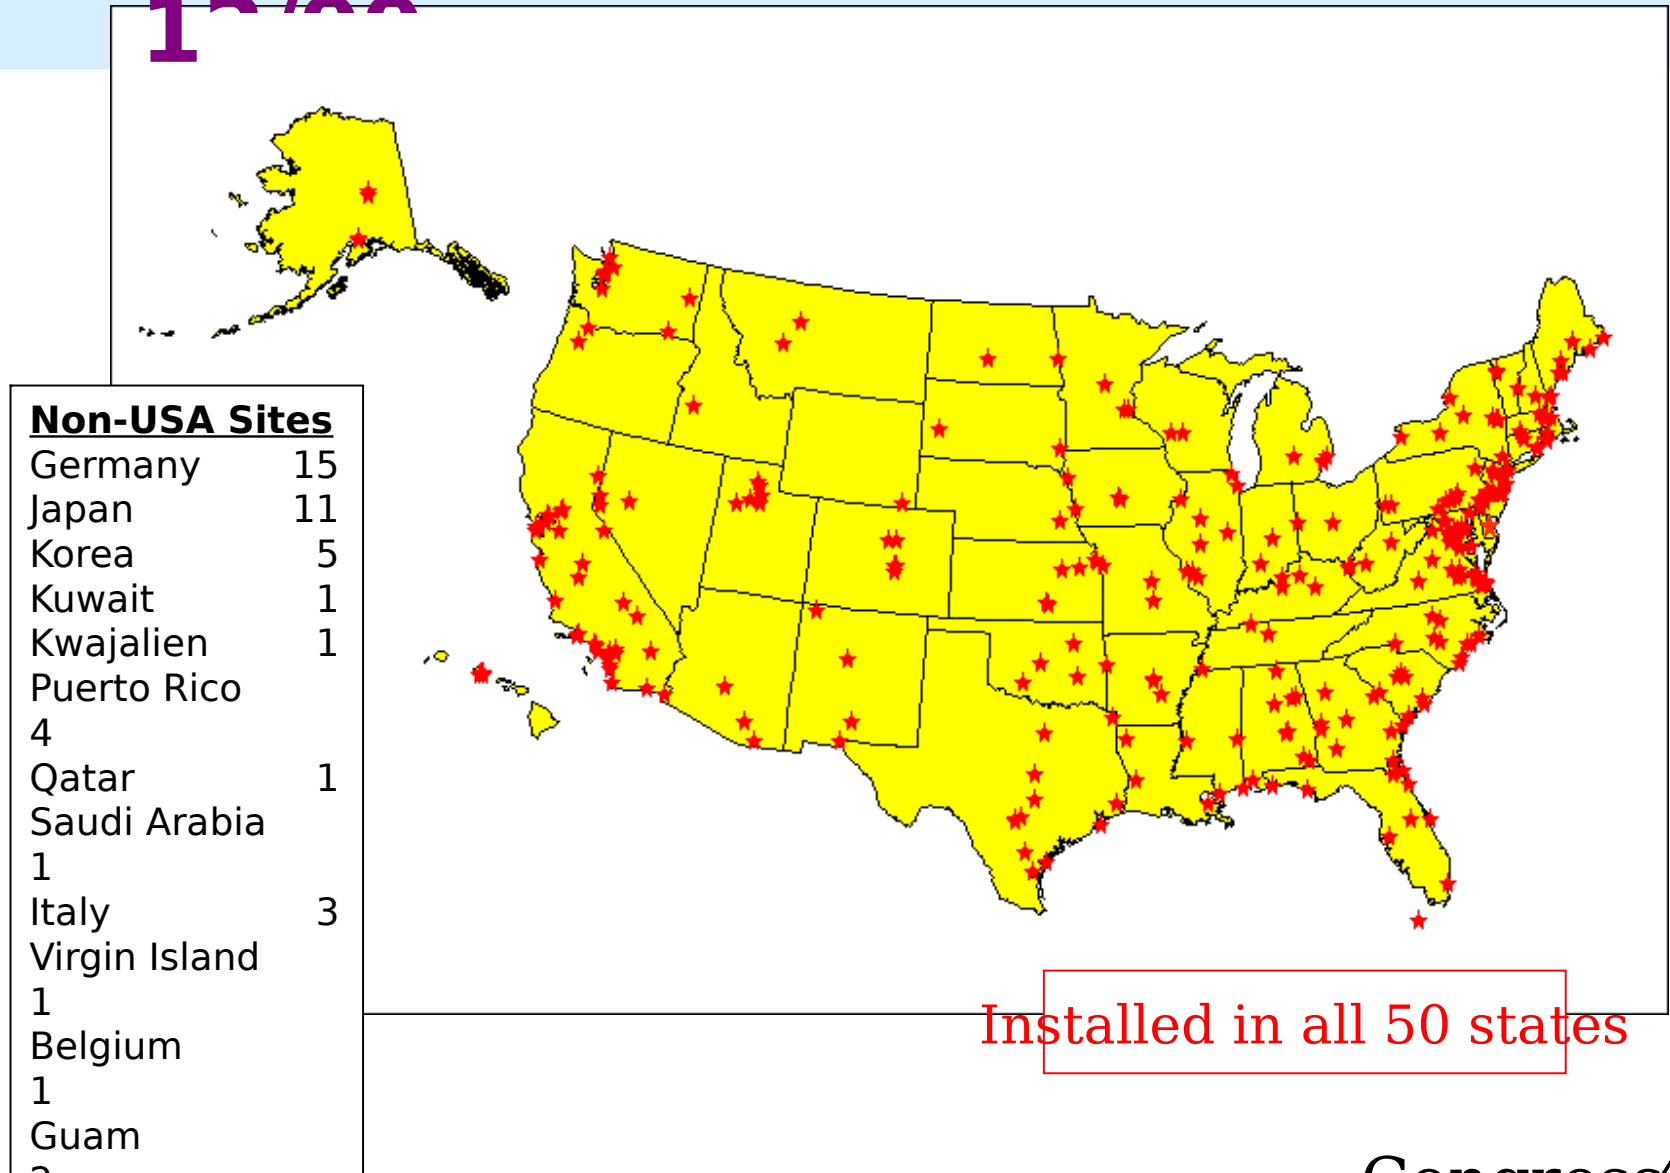 Non-USA Sites
Germany 15
Japan 11
Korea 5
Kuwait 1
Kwajalien 1
Puerto Rico
4
Qatar 1
Saudi Arabia
1
Italy 3
Virgin Island
1
Belgium
1
Guam
Installed in all 50 states